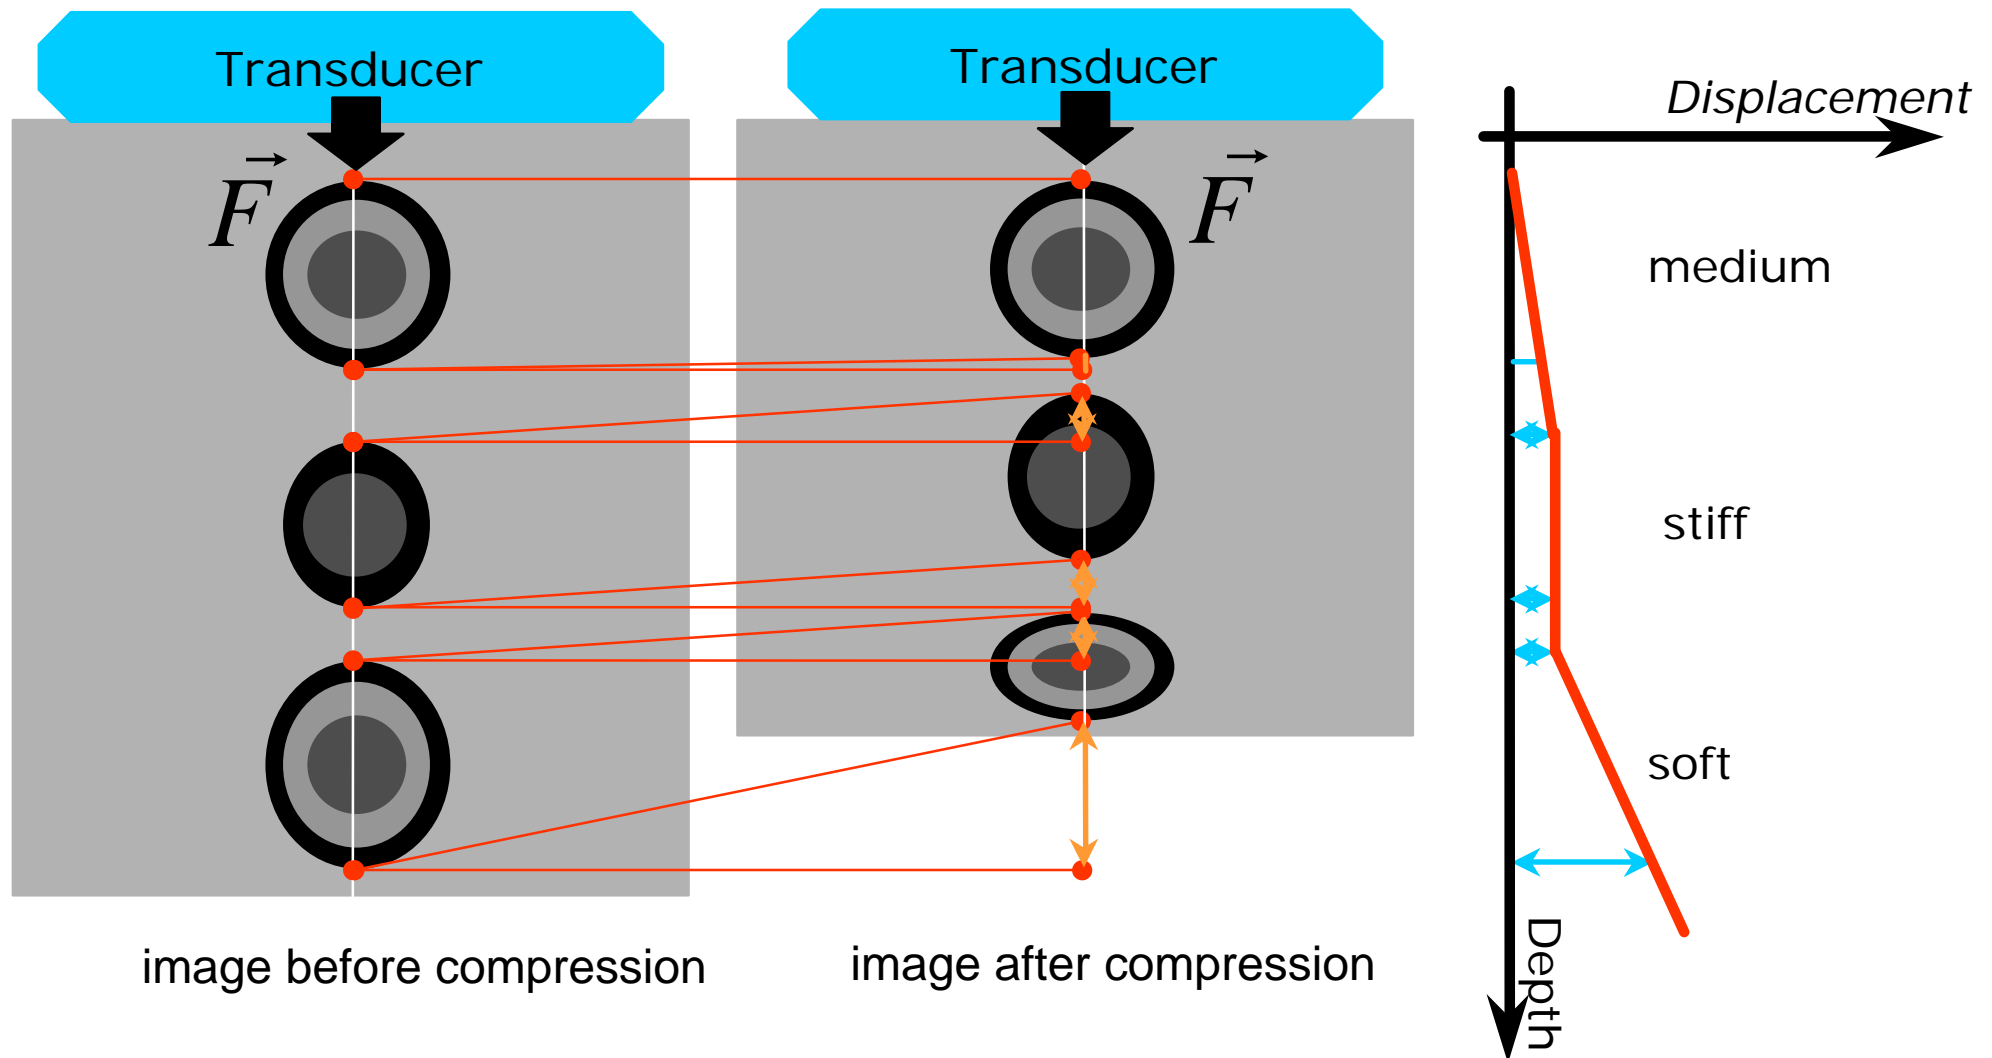 Transducer
Transducer
Displacement
F
F
medium
stiff
soft
Depth
image before compression
image after compression